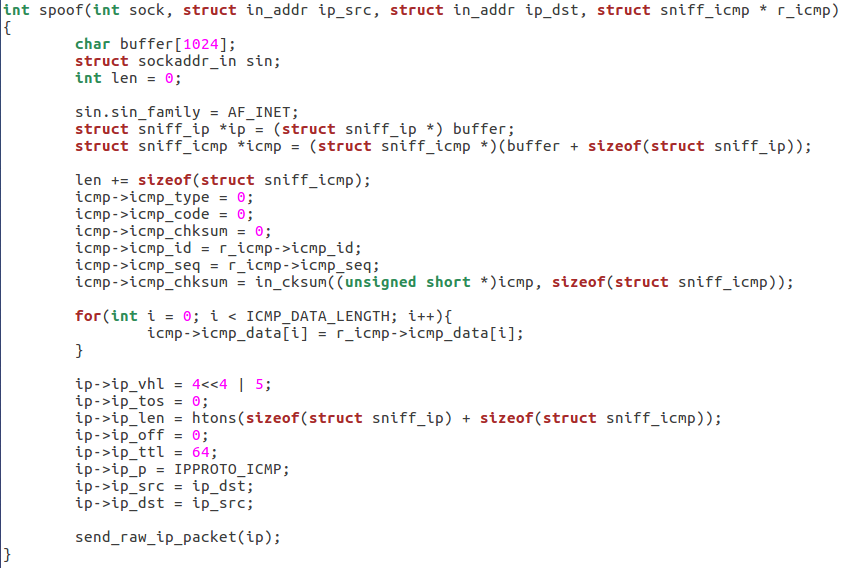 int spoof(int sock, struct in_addr ip_src, struct in_addr ip_dst, struct sniff_icmp * r_icmp)
{
        char buffer[1024];
        struct sockaddr_in sin;
        int len = 0;

        sin.sin_family = AF_INET;
        struct sniff_ip *ip = (struct sniff_ip *) buffer;
        struct sniff_icmp *icmp = (struct sniff_icmp *)(buffer + sizeof(struct sniff_ip));

        len += sizeof(struct sniff_icmp);
        icmp->icmp_type = 0;
        icmp->icmp_code = 0;
        icmp->icmp_chksum = 0;
        icmp->icmp_id = r_icmp->icmp_id;
        icmp->icmp_seq = r_icmp->icmp_seq;
        icmp->icmp_chksum = in_cksum((unsigned short *)icmp, sizeof(struct sniff_icmp));

        for(int i = 0; i < ICMP_DATA_LENGTH; i++){
                icmp->icmp_data[i] = r_icmp->icmp_data[i];
        }

        ip->ip_vhl = 4<<4 | 5;
        ip->ip_tos = 0;
        ip->ip_len = htons(sizeof(struct sniff_ip) + sizeof(struct sniff_icmp));
        ip->ip_off = 0;
        ip->ip_ttl = 64;
        ip->ip_p = IPPROTO_ICMP;
        ip->ip_src = ip_dst;
        ip->ip_dst = ip_src;

        send_raw_ip_packet(ip);
}